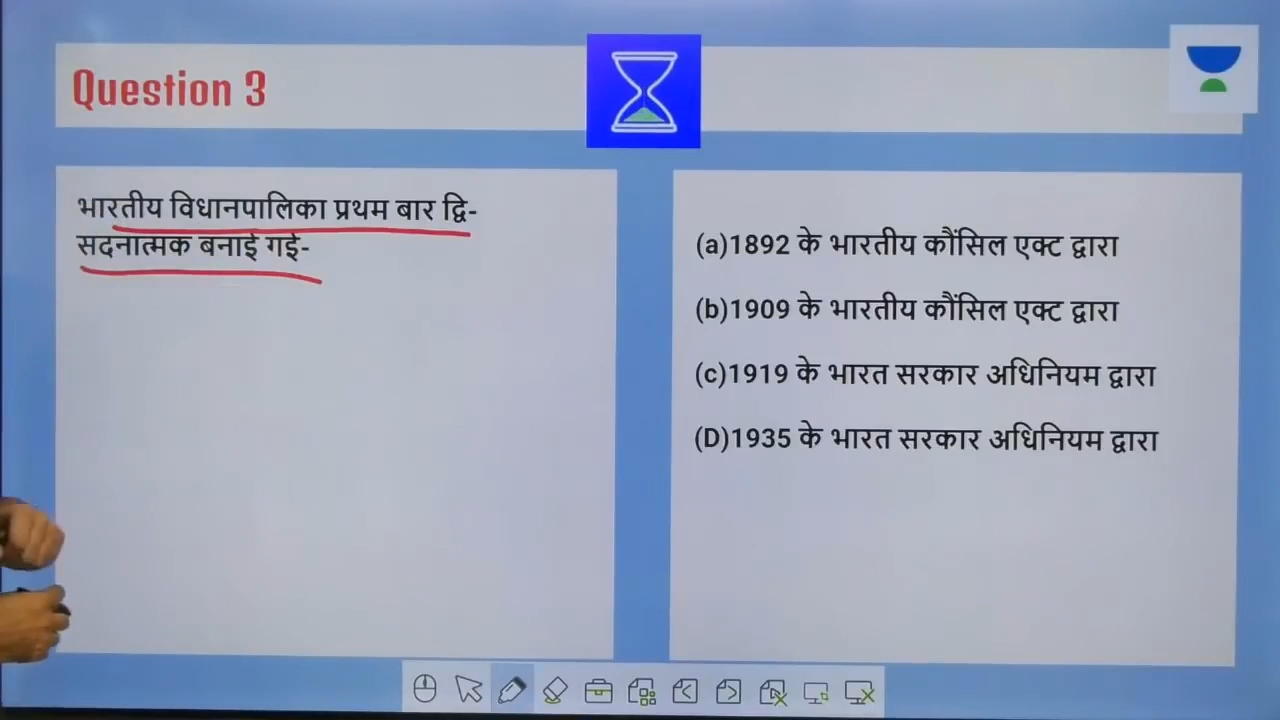 Question 3
भारतीय विधानपालिका प्रथम बार द्वि-
सदनात्मक बनाई गई-
(a)1892 के भारतीय कौंसिल एक्ट द्वारा
(b)1909 के भारतीय कौंसिल एक्ट द्वारा
(c)1919 के भारत सरकार अधिनियम द्वारा
(D)1935 के भारत सरकार अधिनियम द्वारा